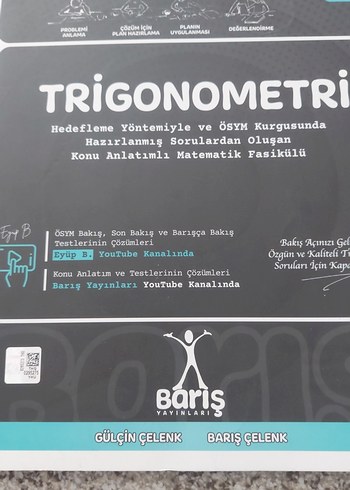 PROBLEMİ ANLAMA
ÇÖZÜM İÇİN PLAN HAZIRLAMA
PLANIN UYGULANMASI
DEĞERLENDİRME
TRİGONOMETRİ
Hedefleme Yöntemiyle ve ÖSYM Kurgusunda
Hazırlanmış Sorulardan Oluşan
Konu Anlatımlı Matematik Fasikülü
Eyüp B
ÖSYM Bakış, Son Bakış ve Barışça Bakış
Testlerinin Çözümleri
Eyüp B. YouTube Kanalında
Konu Anlatım ve Testlerinin Çözümleri
Barış Yayınları YouTube Kanalında
Bakış Açınızı
Özgün ve Kaliteli
Soruları İçin
Barış
YAYINLARI
BARIŞ
GÜLÇİN ÇELENK BARIŞ ÇELENK